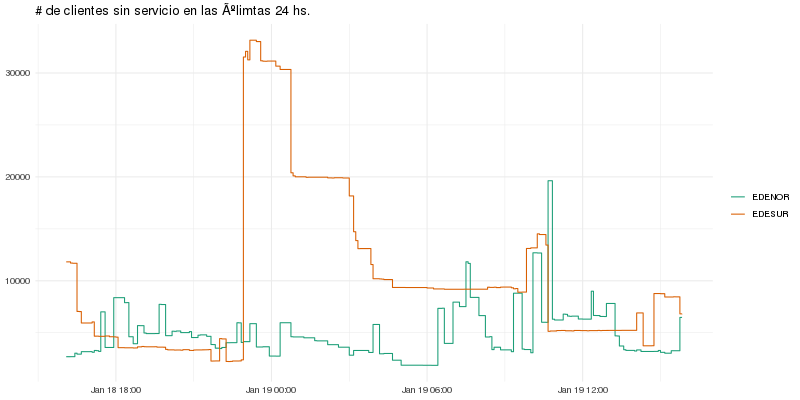 # de clientes sin servicio en las Ãºlimtas 24 hs.
30000
20000
10000
Jan 18 18:00
Jan 19 00:00
Jan 19 06:00
Jan 19 12:00
EDENOR
EDESUR